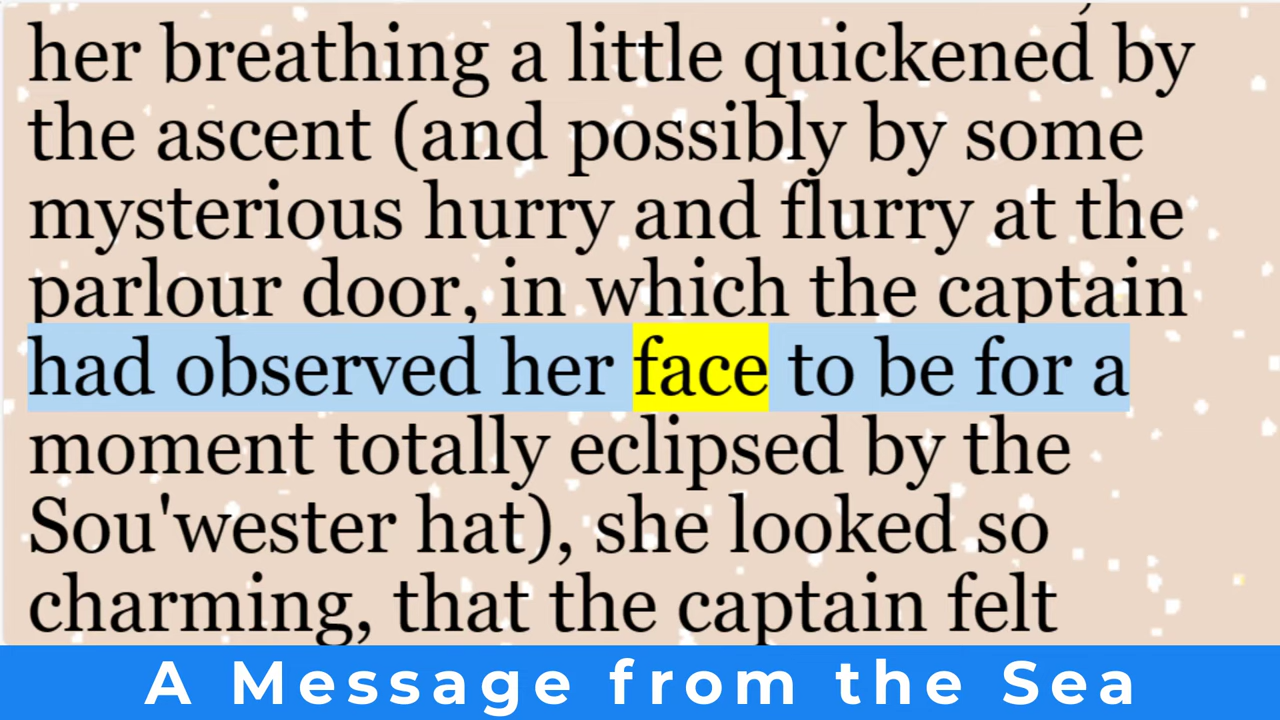 her breathing a little quickened by
the ascent (and possibly by some
mysterious hurry and flurry at the
parlour door, in which the captain
had observed her face to be for a
moment totally eclipsed by the
Sou'wester hat), she looked so
charming, that the captain felt
A Message from the Sea